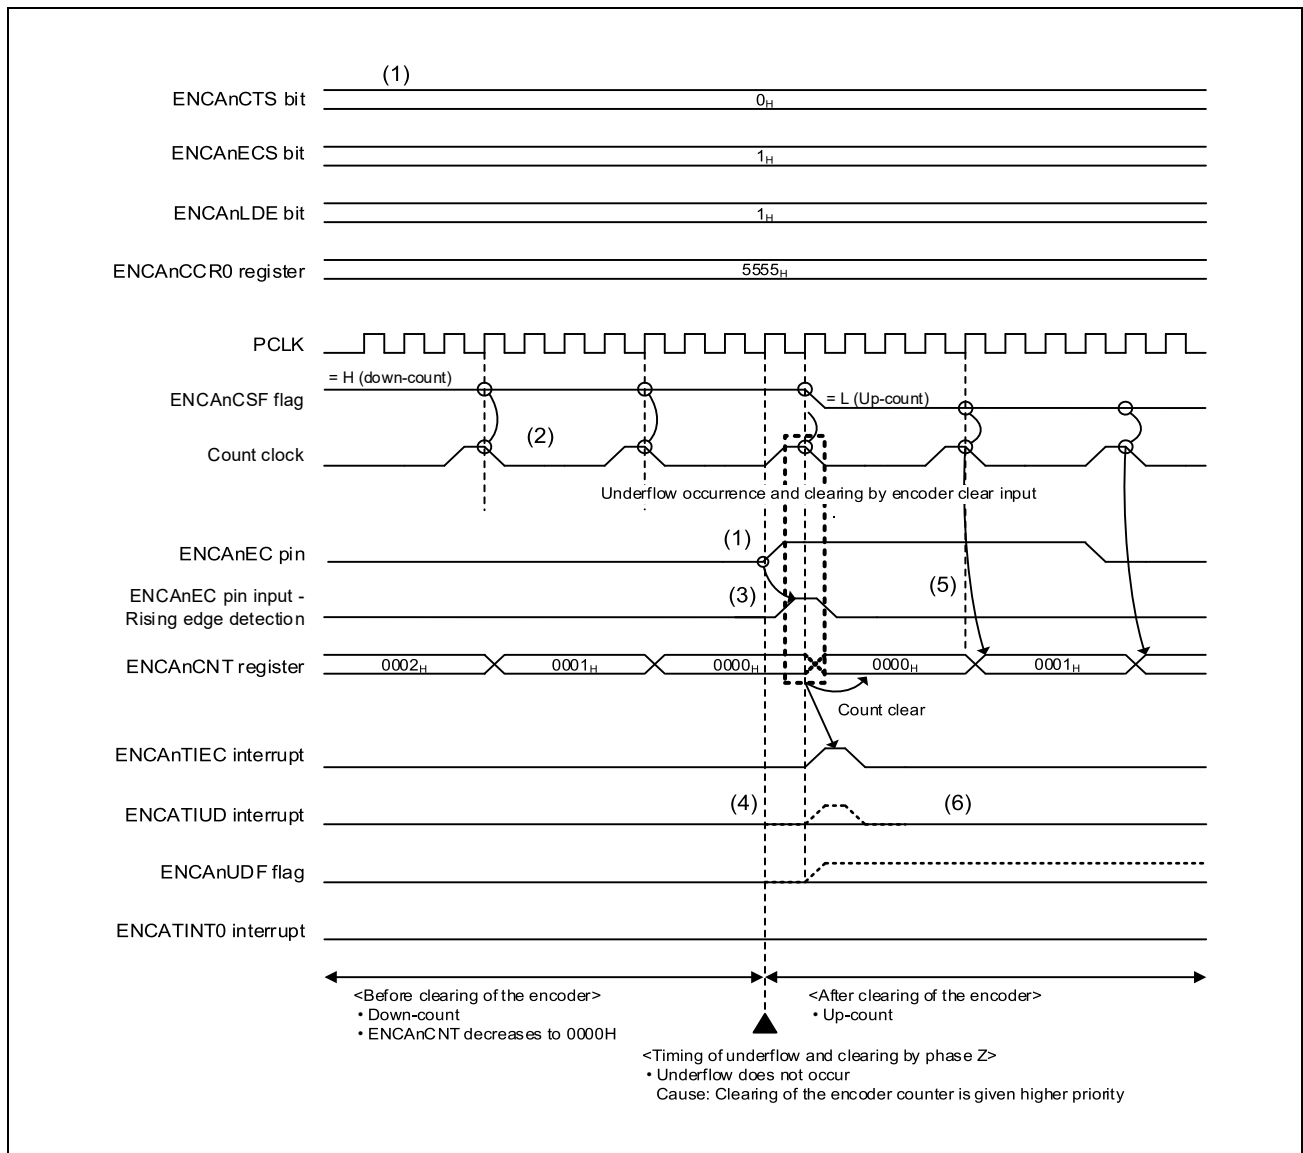 (1)
ENCAnCTS bit
0H
ENCAnECS bit
1H
ENCAnLDE bit
1H
ENCAnCCR0 register
5555H
PCLK
= H (down-count)
ENCAnCSF flag
= L (Up-count)
(2)
Count clock
Underflow occurrence and clearing by encoder clear input
(1)
ENCAnEC pin
(3)
(5)
ENCAnEC pin input -
Rising edge detection
ENCAnCNT register
0002H
0001H
0000H
0000H
0001H
Count clear
ENCAnTIEC interrupt
(4)
(6)
ENCATIUD interrupt
ENCAnUDF flag
ENCATINT0 interrupt
<Before clearing of the encoder>
• Down-count
• ENCAnCNT decreases to 0000H
<After clearing of the encoder>
• Up-count
<Timing of underflow and clearing by phase Z>
• Underflow does not occur
Cause: Clearing of the encoder counter is given higher priority